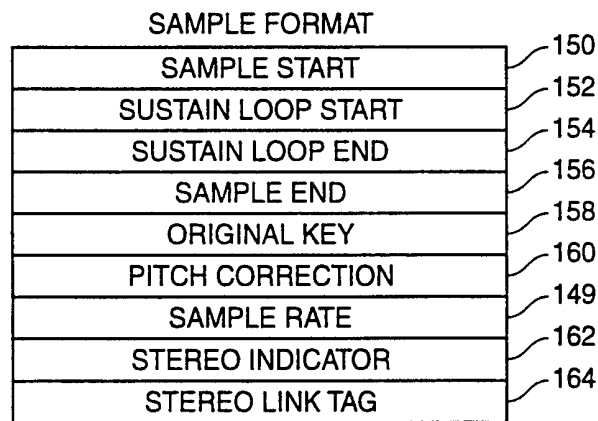 SAMPLE FORMAT
SAMPLE START 150
SUSTAIN LOOP START 152
SUSTAIN LOOP END 154
SAMPLE END 156
ORIGINAL KEY 158
PITCH CORRECTION 160
SAMPLE RATE 149
STEREO INDICATOR 162
STEREO LINK TAG 164